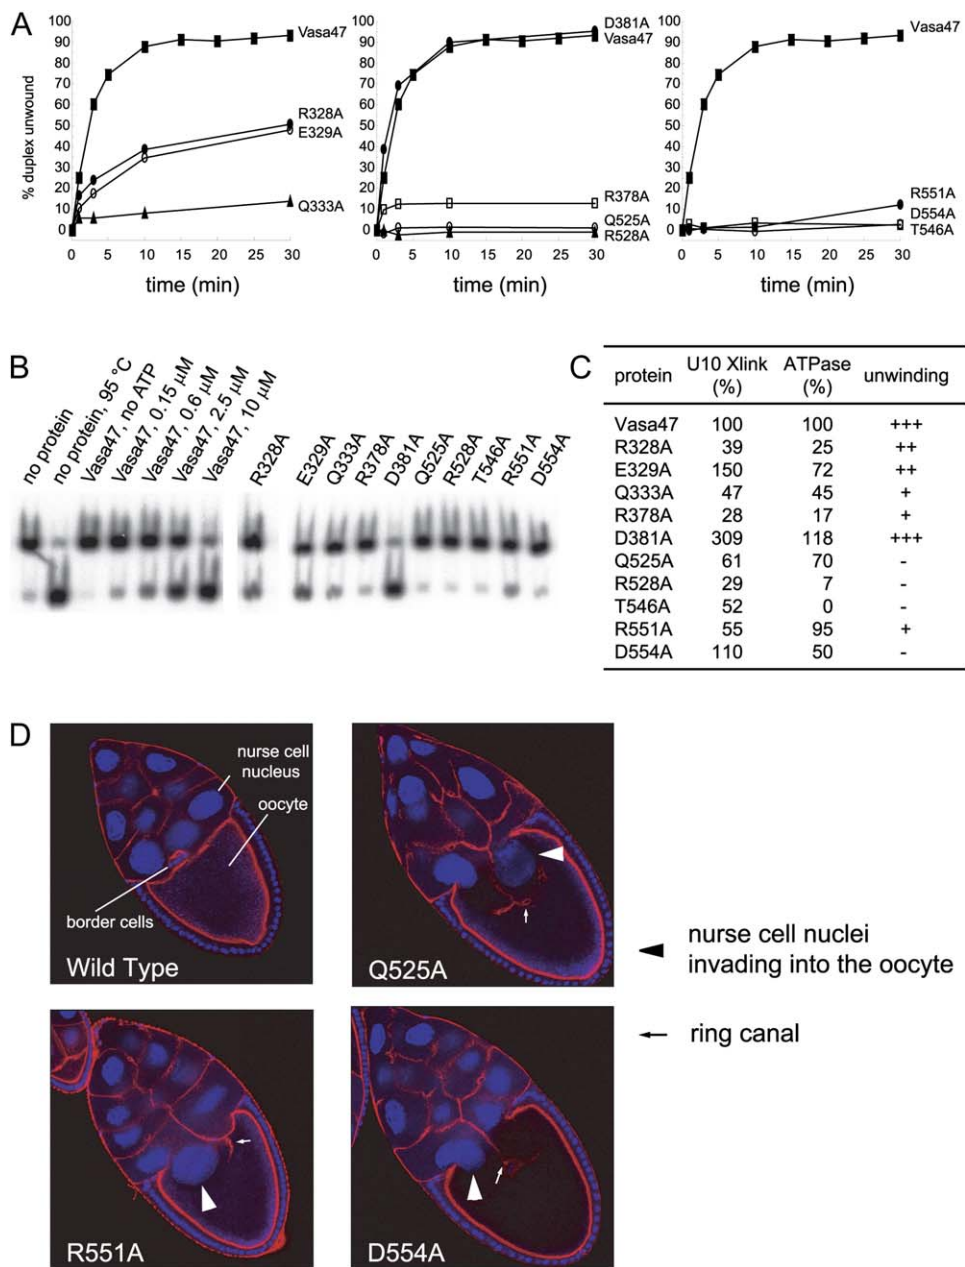 A
% duplex unwound
100
90
80
70
60
50
40
30
20
10
0
0 5 10 15 20 25 30
time (min)
Vasa47
R328A
E329A
Q333A
100
90
80
70
60
50
40
30
20
10
0
0 5 10 15 20 25 30
time (min)
D381A
Vasa47
R378A
Q525A
R528A
100
90
80
70
60
50
40
30
20
10
0
0 5 10 15 20 25 30
time (min)
Vasa47
R551A
D554A
T546A
B
no protein
no protein, 95 °C
Vasa47, no ATP
Vasa47, 0.15 μM
Vasa47, 0.6 μM
Vasa47, 2.5 μM
Vasa47, 10 μM
R328A
E329A
Q333A
R378A
D381A
Q525A
R528A
T546A
R551A
D554A
C
protein U10 Xlink (%) ATPase (%) unwinding
Vasa47 100 100 +++
R328A 39 25 ++
E329A 150 72 ++
Q333A 47 45 +
R378A 28 17 +
D381A 309 118 +++
Q525A 61 70 -
R528A 29 7 -
T546A 52 0 -
R551A 55 95 +
D554A 110 50 -
D
nurse cell
nucleus
oocyte
border cells
Wild Type
Q525A
R551A
D554A
nurse cell nuclei
invading into the oocyte
ring canal